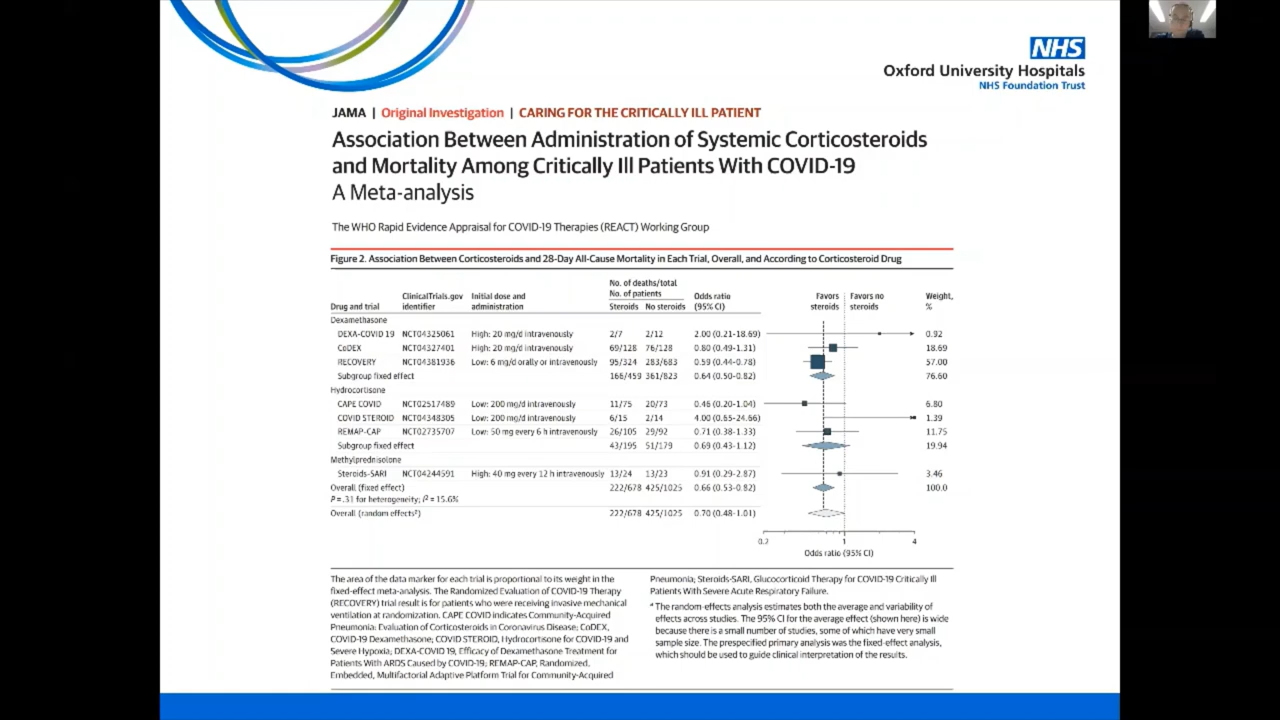 NHS
Oxford University Hospitals
NHS Foundation Trust
JAMA | Original Investigation | CARING FOR THE CRITICALLY ILL PATIENT
Association Between Administration of Systemic Corticosteroids
and Mortality Among Critically Ill Patients With COVID-19
A Meta-analysis
The WHO Rapid Evidence Appraisal for COVID-19 Therapies (REACT) Working Group
Figure 2. Association Between Corticosteroids and 28-Day All-Cause Mortality in Each Trial, Overall, and According to Corticosteroid Drug
No. of deaths/total
No. of patients
Drug and trial ClinicalTrials.gov identifier Initial dose and administration Steroids No steroids Odds ratio (95% CI) Favors steroids Favors no steroids Weight, %
Dexamethasone
DEXA-COVID 19 NCT04325061 High: 20 mg/d intravenously 2/7 2/12 2.00 (0.21-18.69) 0.92
CoDEX NCT04327401 High: 20 mg/d intravenously 69/128 76/128 0.80 (0.49-1.31) 18.69
RECOVERY NCT04381936 Low: 6 mg/d orally or intravenously 95/324 283/683 0.59 (0.44-0.78) 57.00
Subgroup fixed effect 166/459 361/823 0.64 (0.50-0.82) 76.60
Hydrocortisone
CAPE COVID NCT02517489 Low: 200 mg/d intravenously 11/75 20/73 0.46 (0.20-1.04) 6.80
COVID STEROID NCT04348305 Low: 200 mg/d intravenously 6/15 2/14 4.00 (0.65-24.66) 1.39
REMAP-CAP NCT02735707 Low: 50 mg every 6 h intravenously 26/105 29/92 0.71 (0.38-1.33) 11.75
Subgroup fixed effect 43/195 51/179 0.69 (0.43-1.12) 19.94
Methylprednisolone
Steroids-SARI NCT04244591 High: 40 mg every 12 h intravenously 13/24 13/23 0.91 (0.29-2.87) 3.46
Overall (fixed effect) 222/678 425/1025 0.66 (0.53-0.82) 100.0
P = .31 for heterogeneity; I² = 15.6%
Overall (random effectsª) 222/678 425/1025 0.70 (0.48-1.01)
0.2 1 4
Odds ratio (95% CI)
The area of the data marker for each trial is proportional to its weight in the
fixed-effect meta-analysis. The Randomized Evaluation of COVID-19 Therapy
(RECOVERY) trial result is for patients who were receiving invasive mechanical
ventilation at randomization. CAPE COVID indicates Community-Acquired
Pneumonia: Evaluation of Corticosteroids in Coronavirus Disease; CoDEX,
COVID-19 Dexamethasone; COVID STEROID, Hydrocortisone for COVID-19 and
Severe Hypoxia; DEXA-COVID 19, Efficacy of Dexamethasone Treatment for
Patients With ARDS Caused by COVID-19; REMAP-CAP, Randomized,
Embedded, Multifactorial Adaptive Platform Trial for Community-Acquired
Pneumonia; Steroids-SARI, Glucocorticoid Therapy for COVID-19 Critically Ill
Patients With Severe Acute Respiratory Failure.
ª The random-effects analysis estimates both the average and variability of
effects across studies. The 95% CI for the average effect (shown here) is wide
because there is a small number of studies, some of which have very small
sample size. The prespecified primary analysis was the fixed-effect analysis,
which should be used to guide clinical interpretation of the results.